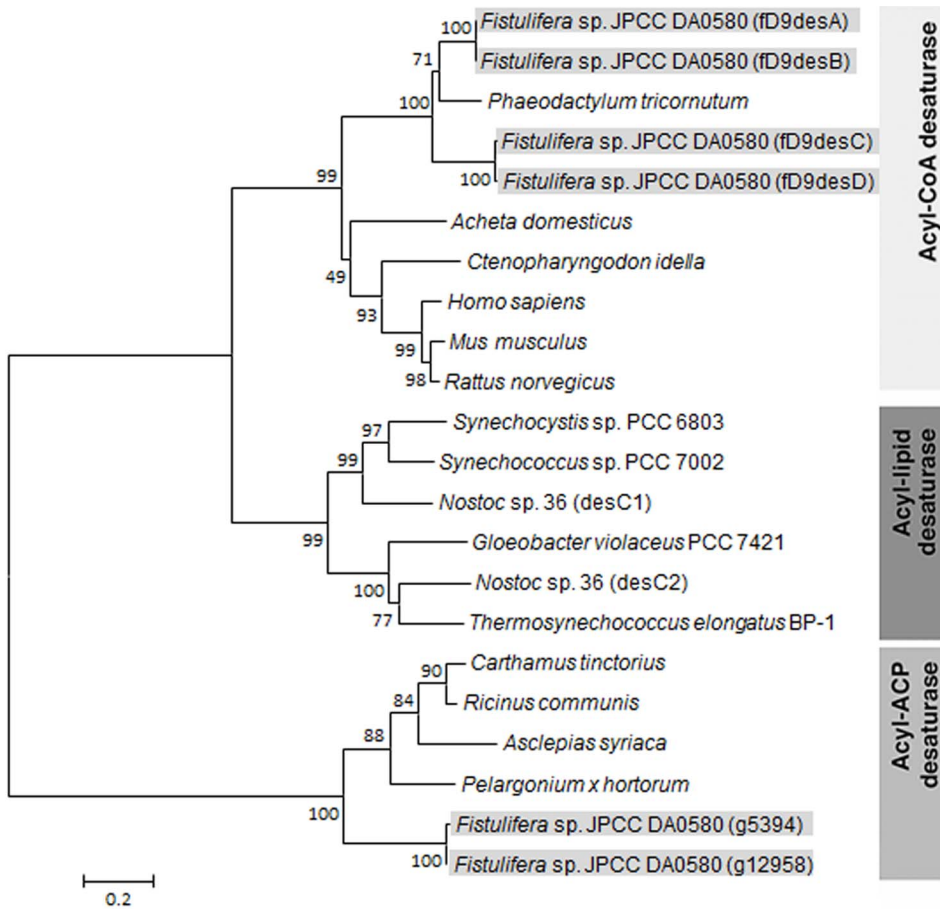 100
Fistulifera sp. JPCC DA0580 (fD9desA)
71
Fistulifera sp. JPCC DA0580 (fD9desB)
100
Phaeodactylum tricornutum
Fistulifera sp. JPCC DA0580 (fD9desC)
99
100
Fistulifera sp. JPCC DA0580 (fD9desD)
Acheta domesticus
49
Ctenopharyngodon idella
93
Homo sapiens
99
Mus musculus
98
Rattus norvegicus
Acyl-CoA desaturase
97
Synechocystis sp. PCC 6803
99
Synechococcus sp. PCC 7002
Nostoc sp. 36 (desC1)
99
Gloeobacter violaceus PCC 7421
100
Nostoc sp. 36 (desC2)
77
Thermosynechococcus elongatus BP-1
Acyl-lipid
desaturase
90
Carthamus tinctorius
84
Ricinus communis
88
Asclepias syriaca
Pelargonium x hortorum
100
Fistulifera sp. JPCC DA0580 (g5394)
100
Fistulifera sp. JPCC DA0580 (g12958)
Acyl-ACP
desaturase
0.2